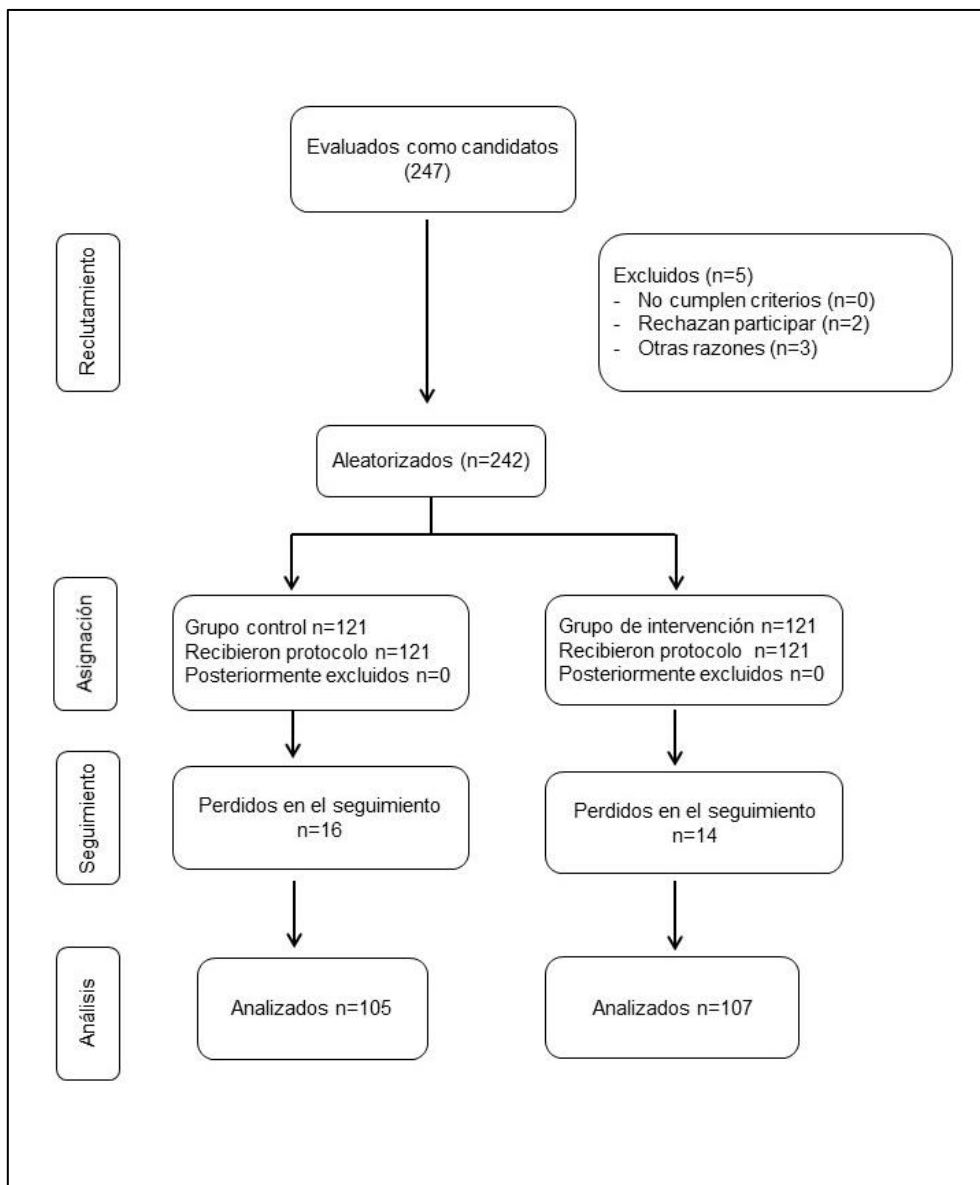 Evaluados como candidatos
(247)
Reclutamiento
Excluidos (n=5)
- No cumplen criterios (n=0)
- Rechazan participar (n=2)
- Otras razones (n=3)
Aleatorizados (n=242)
Asignación
Grupo control n=121
Recibieron protocolo n=121
Posteriormente excluidos n=0
Grupo de intervención n=121
Recibieron protocolo n=121
Posteriormente excluidos n=0
Seguimiento
Perdidos en el seguimiento
n=16
Perdidos en el seguimiento
n=14
Análisis
Analizados n=105
Analizados n=107